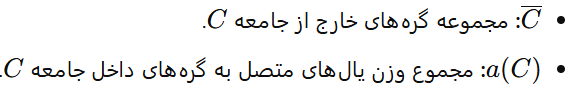 • $\overline{C}$: مجموعه گره‌های خارج از جامعه $C$.
• $a(C)$: مجموع وزن یال‌های متصل به گره‌های داخل جامعه $C$.